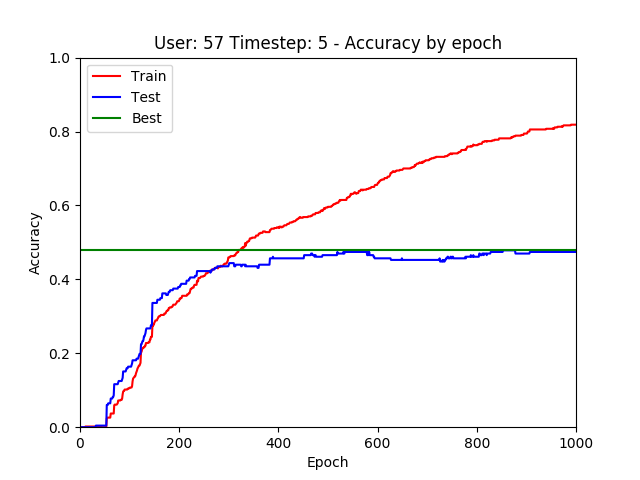 User: 57 Timestep: 5 - Accuracy by epoch
1.0
0.8
0.6
0.4
0.2
0.0
Accuracy
Train
Test
Best
0 200 400 600 800 1000
Epoch